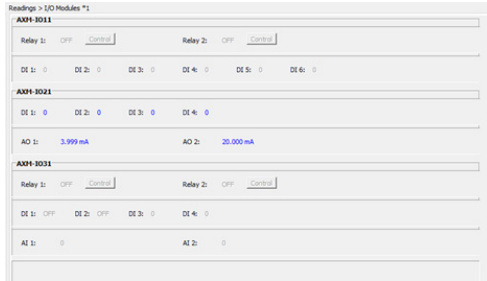 Readings > I/O Modules *1
AXM-IO11
Relay 1: OFF Control Relay 2: OFF Control
DI 1: 0 DI 2: 0 DI 3: 0 DI 4: 0 DI 5: 0 DI 6: 0
AXM-IO21
DI 1: 0 DI 2: 0 DI 3: 0 DI 4: 0
AO 1: 3.999 mA AO 2: 20.000 mA
AXM-IO31
Relay 1: OFF Control Relay 2: OFF Control
DI 1: OFF DI 2: OFF DI 3: 0 DI 4: 0
AI 1: 0 AI 2: 0